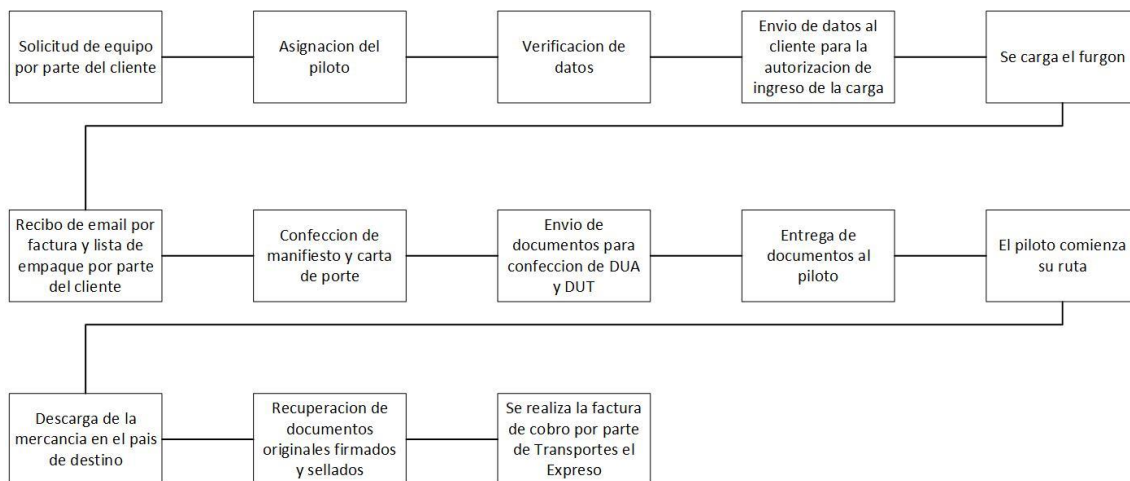 Solicitud de equipo
por parte del cliente
Asignacion del
piloto
Verificacion de
datos
Envio de datos al
cliente para la
autorizacion de
ingreso de la carga
Se carga el furgon
Recibo de email por
factura y lista de
empaque por parte
del cliente
Confeccion de
manifiesto y carta
de porte
Envio de
documentos para
confeccion de DUA
y DUT
Entrega de
documentos al
piloto
El piloto comienza
su ruta
Descarga de la
mercancia en el pais
de destino
Recuperacion de
documentos
originales firmados
y sellados
Se realiza la factura
de cobro por parte
de Transportes el
Expreso